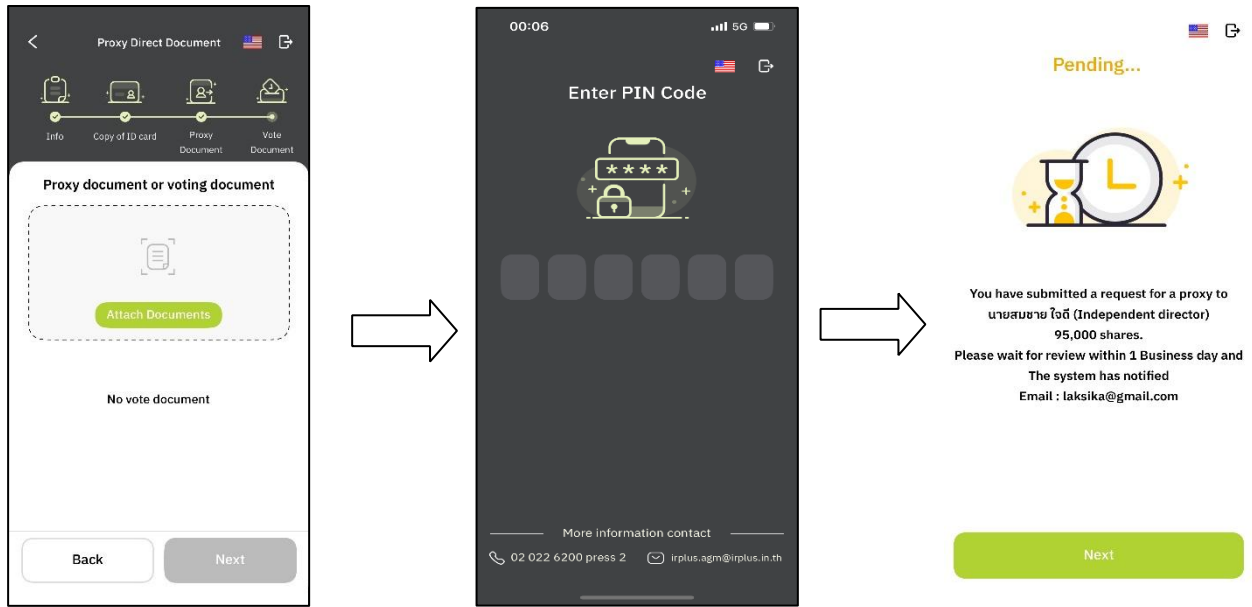 Proxy Direct Document
Info
Copy of ID card
Proxy
Document
Vote
Document
Proxy document or voting document
Attach Documents
No vote document
Back
Next
00:06
5G
Enter PIN Code
****
More information contact
02 022 6200 press 2
irplus.agm@irplus.in.th
Pending...
You have submitted a request for a proxy to
นายสมชาย ใจดี (Independent director)
95,000 shares.
Please wait for review within 1 Business day and
The system has notified
Email : laksika@gmail.com
Next